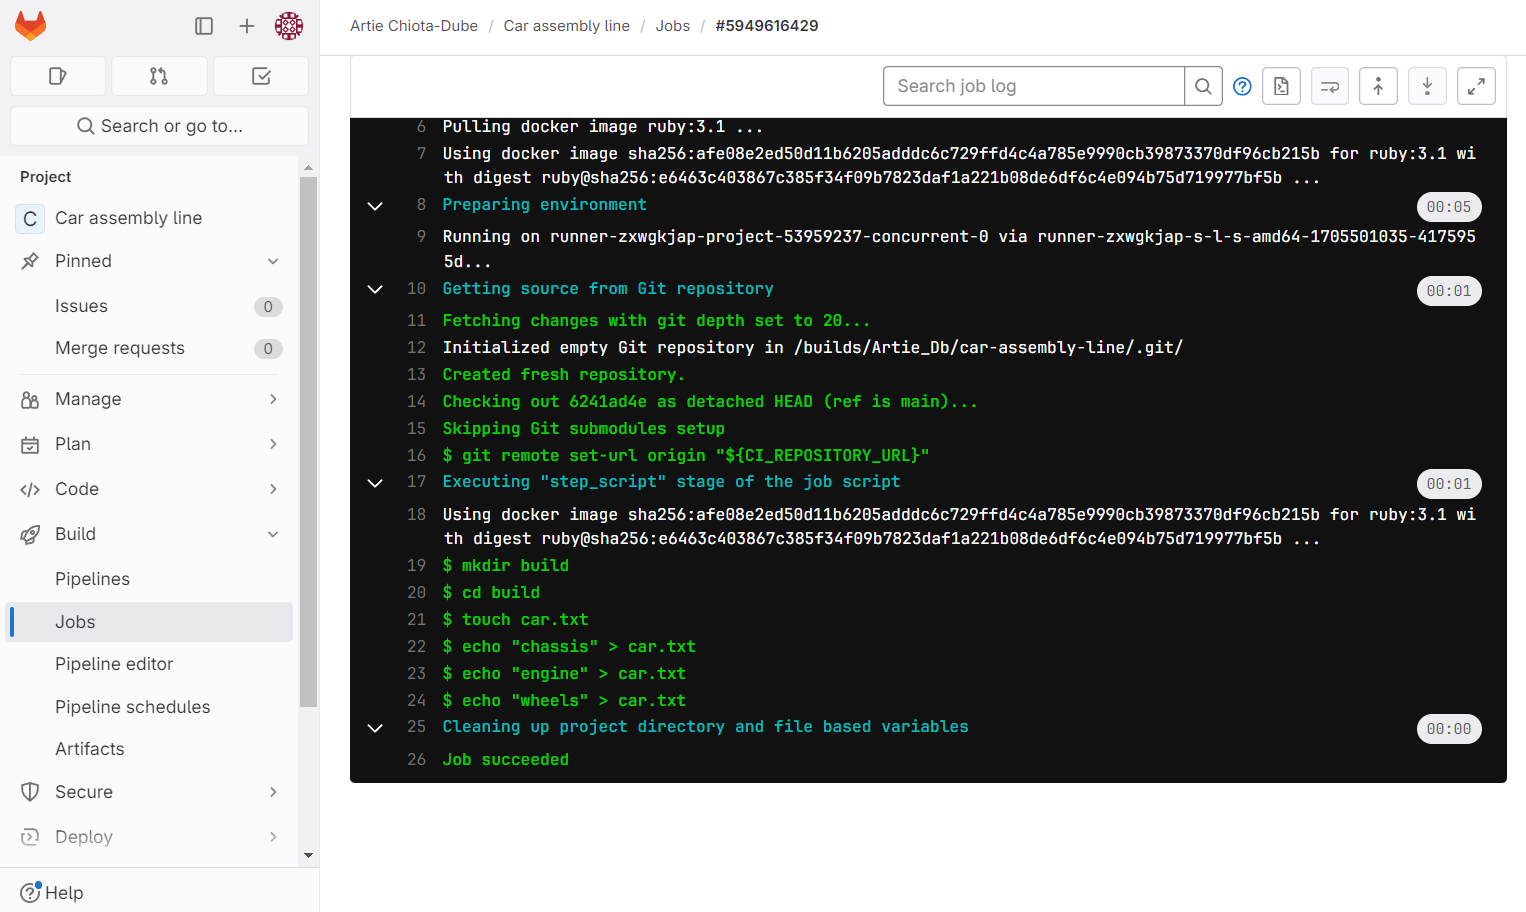 Artie Chiota-Dube / Car assembly line / Jobs / #5949616429
Search or go to...
Project
C Car assembly line
Pinned
Issues 0
Merge requests 0
Manage
Plan
Code
Build
Pipelines
Jobs
Pipeline editor
Pipeline schedules
Artifacts
Secure
Deploy
Help
Search job log
6 Pulling docker image ruby:3.1 ...
7 Using docker image sha256:afe08e2ed50d11b6205adddc6c729ffd4c4a785e9990cb39873370df96cb215b for ruby:3.1 wi
th digest ruby@sha256:e6463c403867c385f34f09b7823daf1a221b08de6df6c4e094b75d719977bf5b ...
8 Preparing environment 00:05
9 Running on runner-zxwgkjap-project-53959237-concurrent-0 via runner-zxwgkjap-s-l-s-amd64-1705501035-417595
5d...
10 Getting source from Git repository 00:01
11 Fetching changes with git depth set to 20...
12 Initialized empty Git repository in /builds/Artie_Db/car-assembly-line/.git/
13 Created fresh repository.
14 Checking out 6241ad4e as detached HEAD (ref is main)...
15 Skipping Git submodules setup
16 $ git remote set-url origin "${CI_REPOSITORY_URL}"
17 Executing "step_script" stage of the job script 00:01
18 Using docker image sha256:afe08e2ed50d11b6205adddc6c729ffd4c4a785e9990cb39873370df96cb215b for ruby:3.1 wi
th digest ruby@sha256:e6463c403867c385f34f09b7823daf1a221b08de6df6c4e094b75d719977bf5b ...
19 $ mkdir build
20 $ cd build
21 $ touch car.txt
22 $ echo "chassis" > car.txt
23 $ echo "engine" > car.txt
24 $ echo "wheels" > car.txt
25 Cleaning up project directory and file based variables 00:00
26 Job succeeded